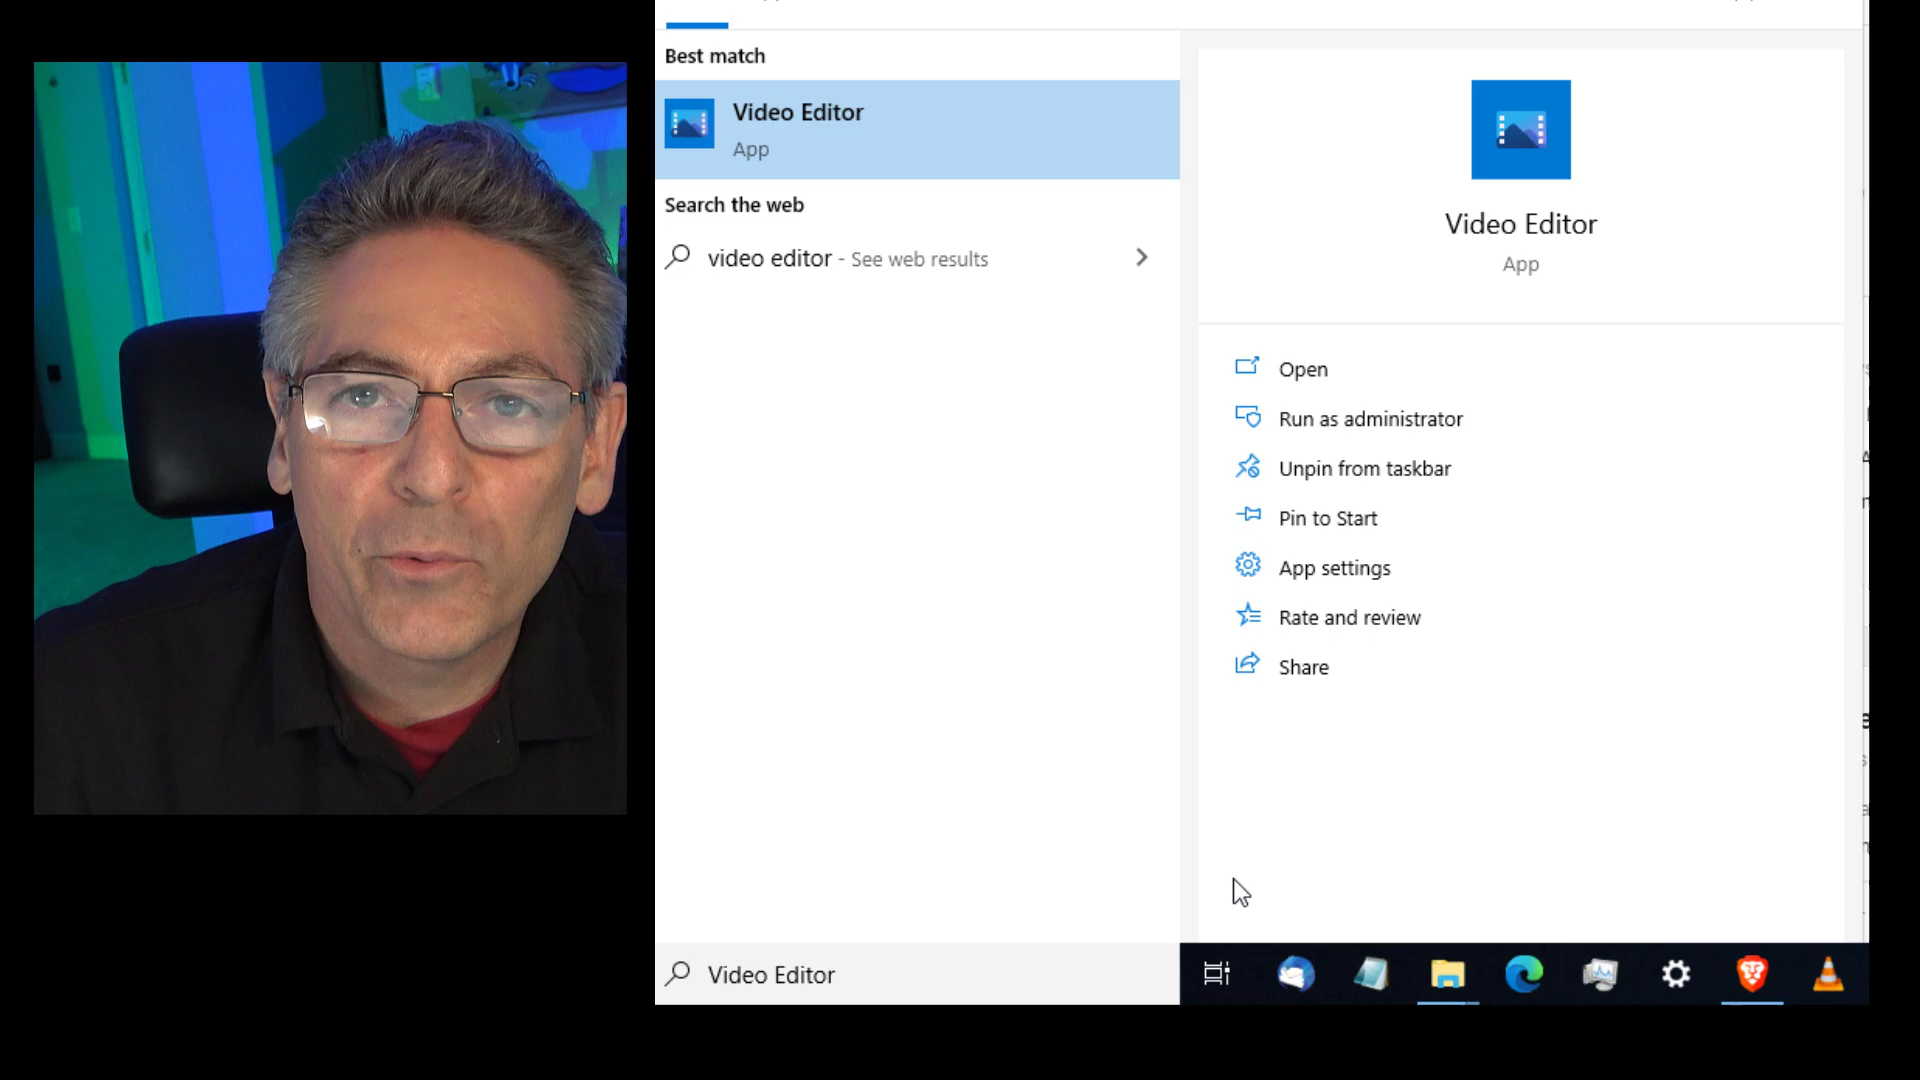 Best match
Video Editor
App
Search the web
video editor - See web results
Video Editor
App
Open
Run as administrator
Unpin from taskbar
Pin to Start
App settings
Rate and review
Share
Video Editor